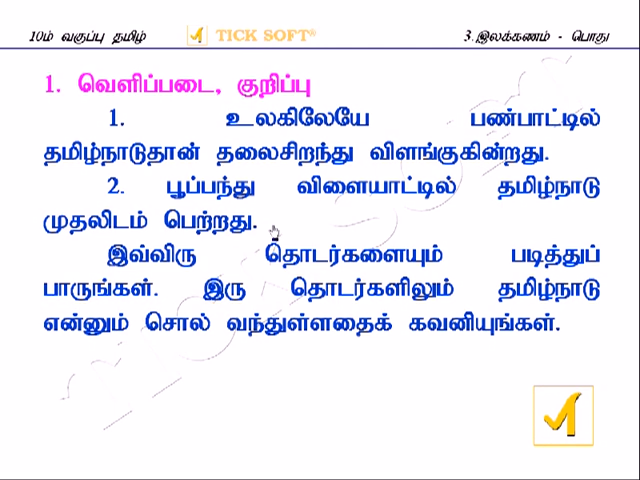 10ம் வகுப்பு தமிழ் TICK SOFT® 3.இலக்கணம் - பொது
1. வெளிப்படை, குறிப்பு
1. உலகிலேயே பண்பாட்டில்
தமிழ்நாடுதான் தலைசிறந்து விளங்குகின்றது.
2. பூப்பந்து விளையாட்டில் தமிழ்நாடு
முதலிடம் பெற்றது.
இவ்விரு தொடர்களையும் படித்துப்
பாருங்கள். இரு தொடர்களிலும் தமிழ்நாடு
என்னும் சொல் வந்துள்ளதைக் கவனியுங்கள்.